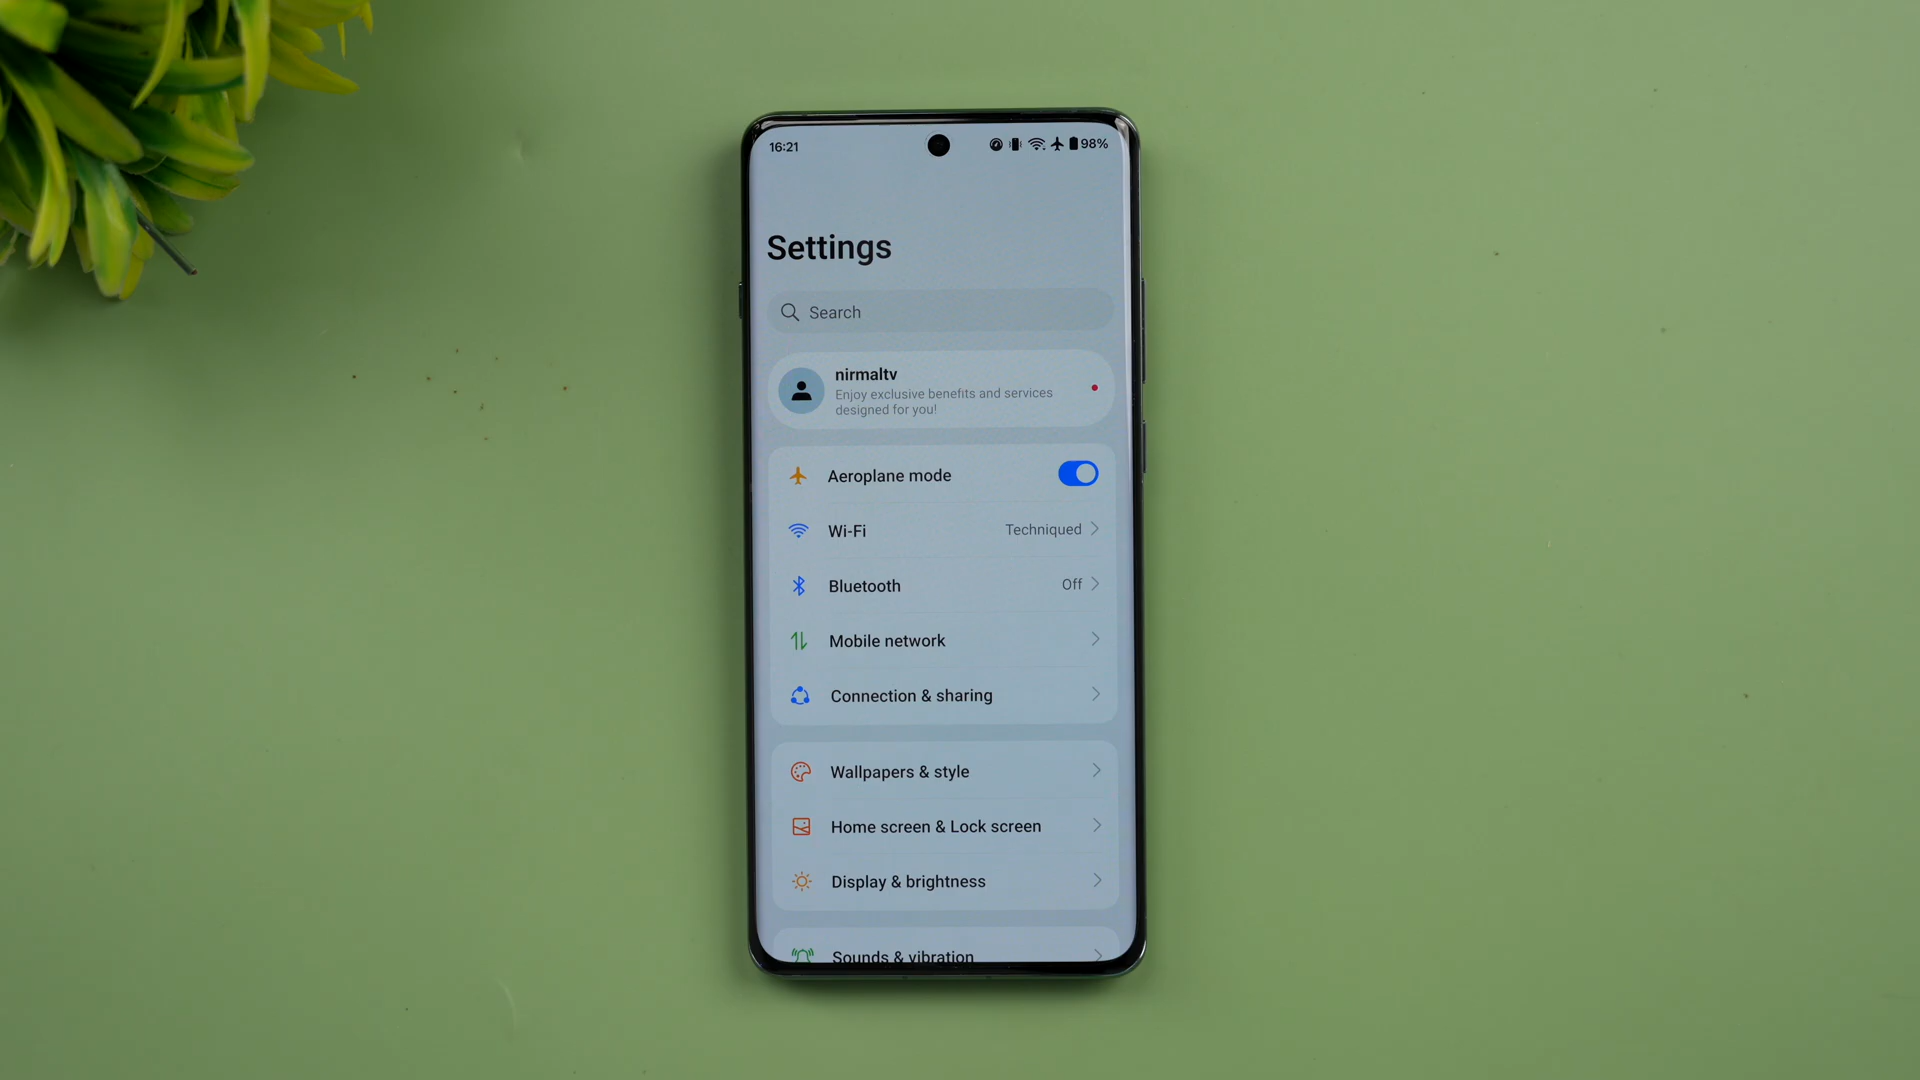 16:21
98%
Settings
Search
nirmaltv
Enjoy exclusive benefits and services
designed for you!
Aeroplane mode
Wi-Fi Techniqued
Bluetooth Off
Mobile network
Connection & sharing
Wallpapers & style
Home screen & Lock screen
Display & brightness
Sounds & vibration